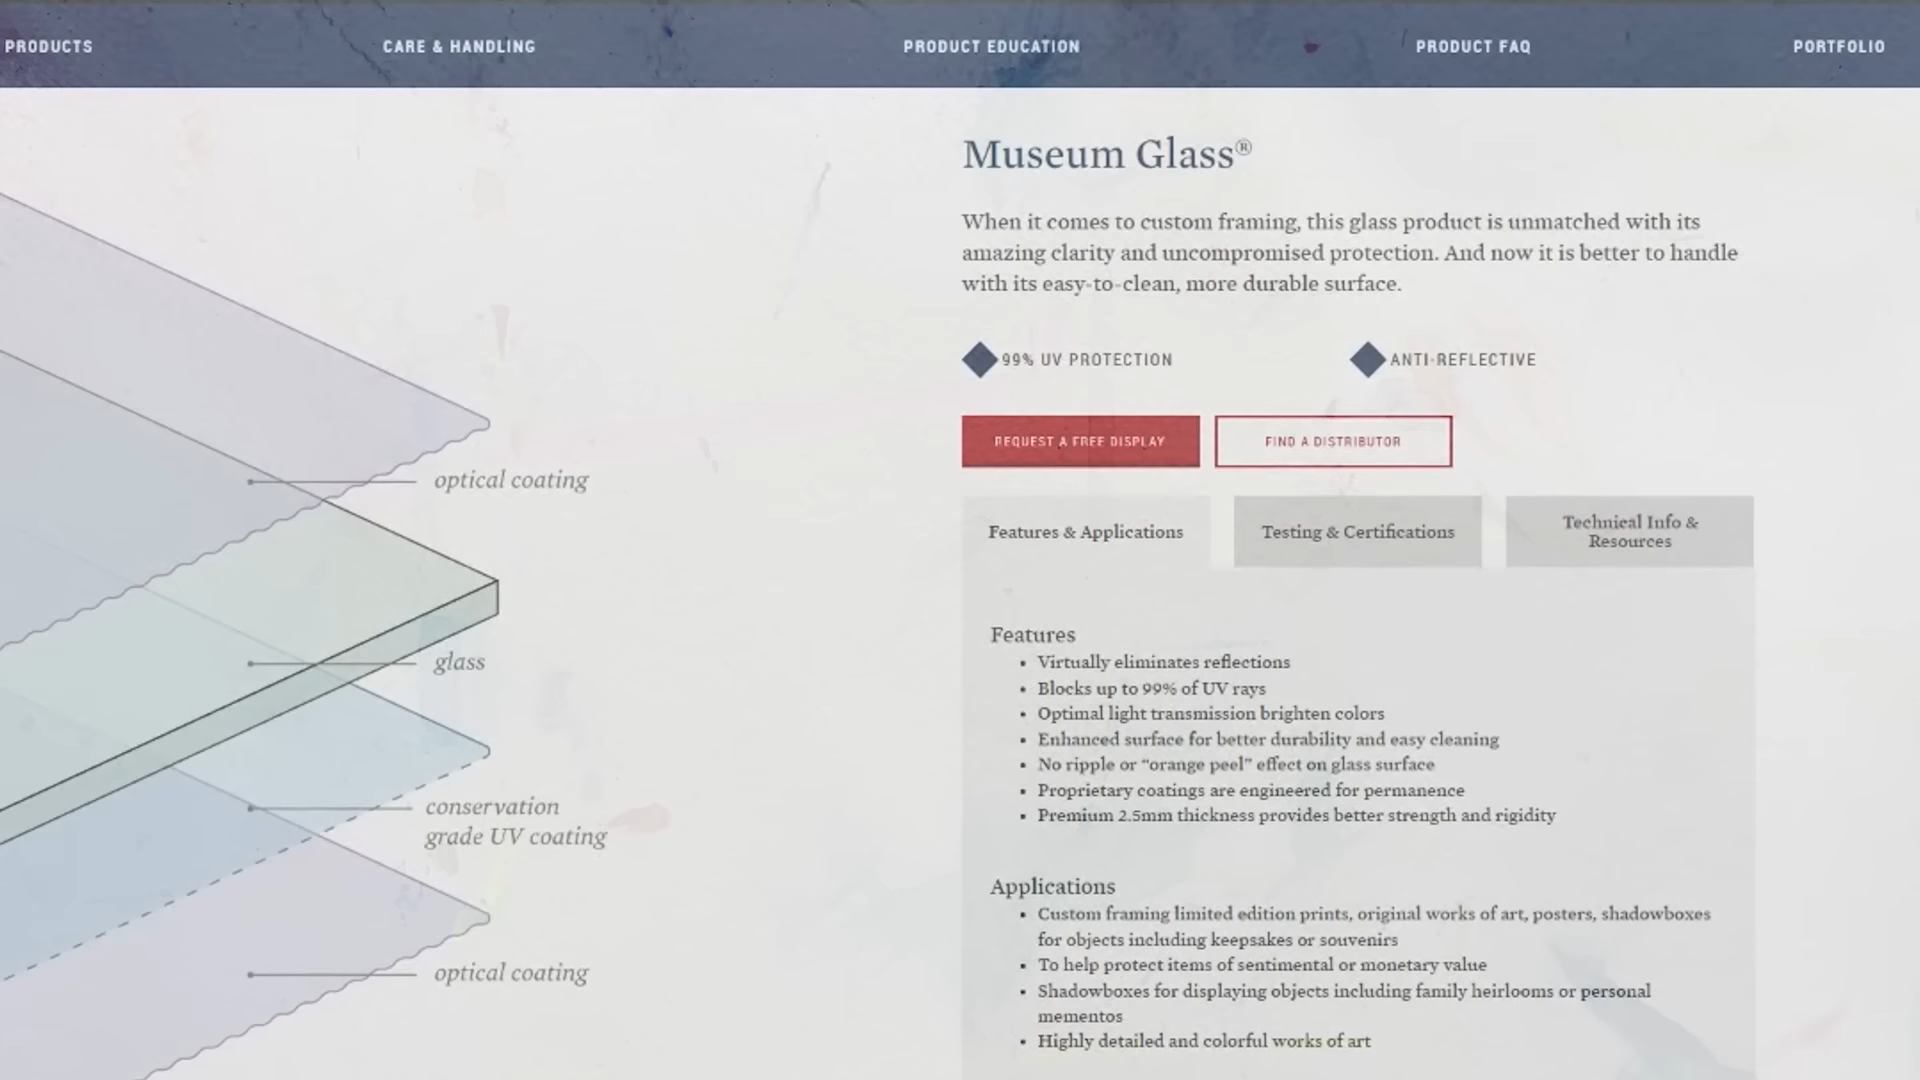 PRODUCTS
CARE & HANDLING
PRODUCT EDUCATION
PRODUCT FAQ
PORTFOLIO
Museum Glass®
When it comes to custom framing, this glass product is unmatched with its
amazing clarity and uncompromised protection. And now it is better to handle
with its easy-to-clean, more durable surface.
99% UV PROTECTION
ANTI-REFLECTIVE
REQUEST A FREE DISPLAY
FIND A DISTRIBUTOR
Features & Applications
Testing & Certifications
Technical Info &
Resources
Features
• Virtually eliminates reflections
• Blocks up to 99% of UV rays
• Optimal light transmission brighten colors
• Enhanced surface for better durability and easy cleaning
• No ripple or “orange peel” effect on glass surface
• Proprietary coatings are engineered for permanence
• Premium 2.5mm thickness provides better strength and rigidity
Applications
• Custom framing limited edition prints, original works of art, posters, shadowboxes
for objects including keepsakes or souvenirs
• To help protect items of sentimental or monetary value
• Shadowboxes for displaying objects including family heirlooms or personal
mementos
• Highly detailed and colorful works of art
optical coating
glass
conservation
grade UV coating
optical coating